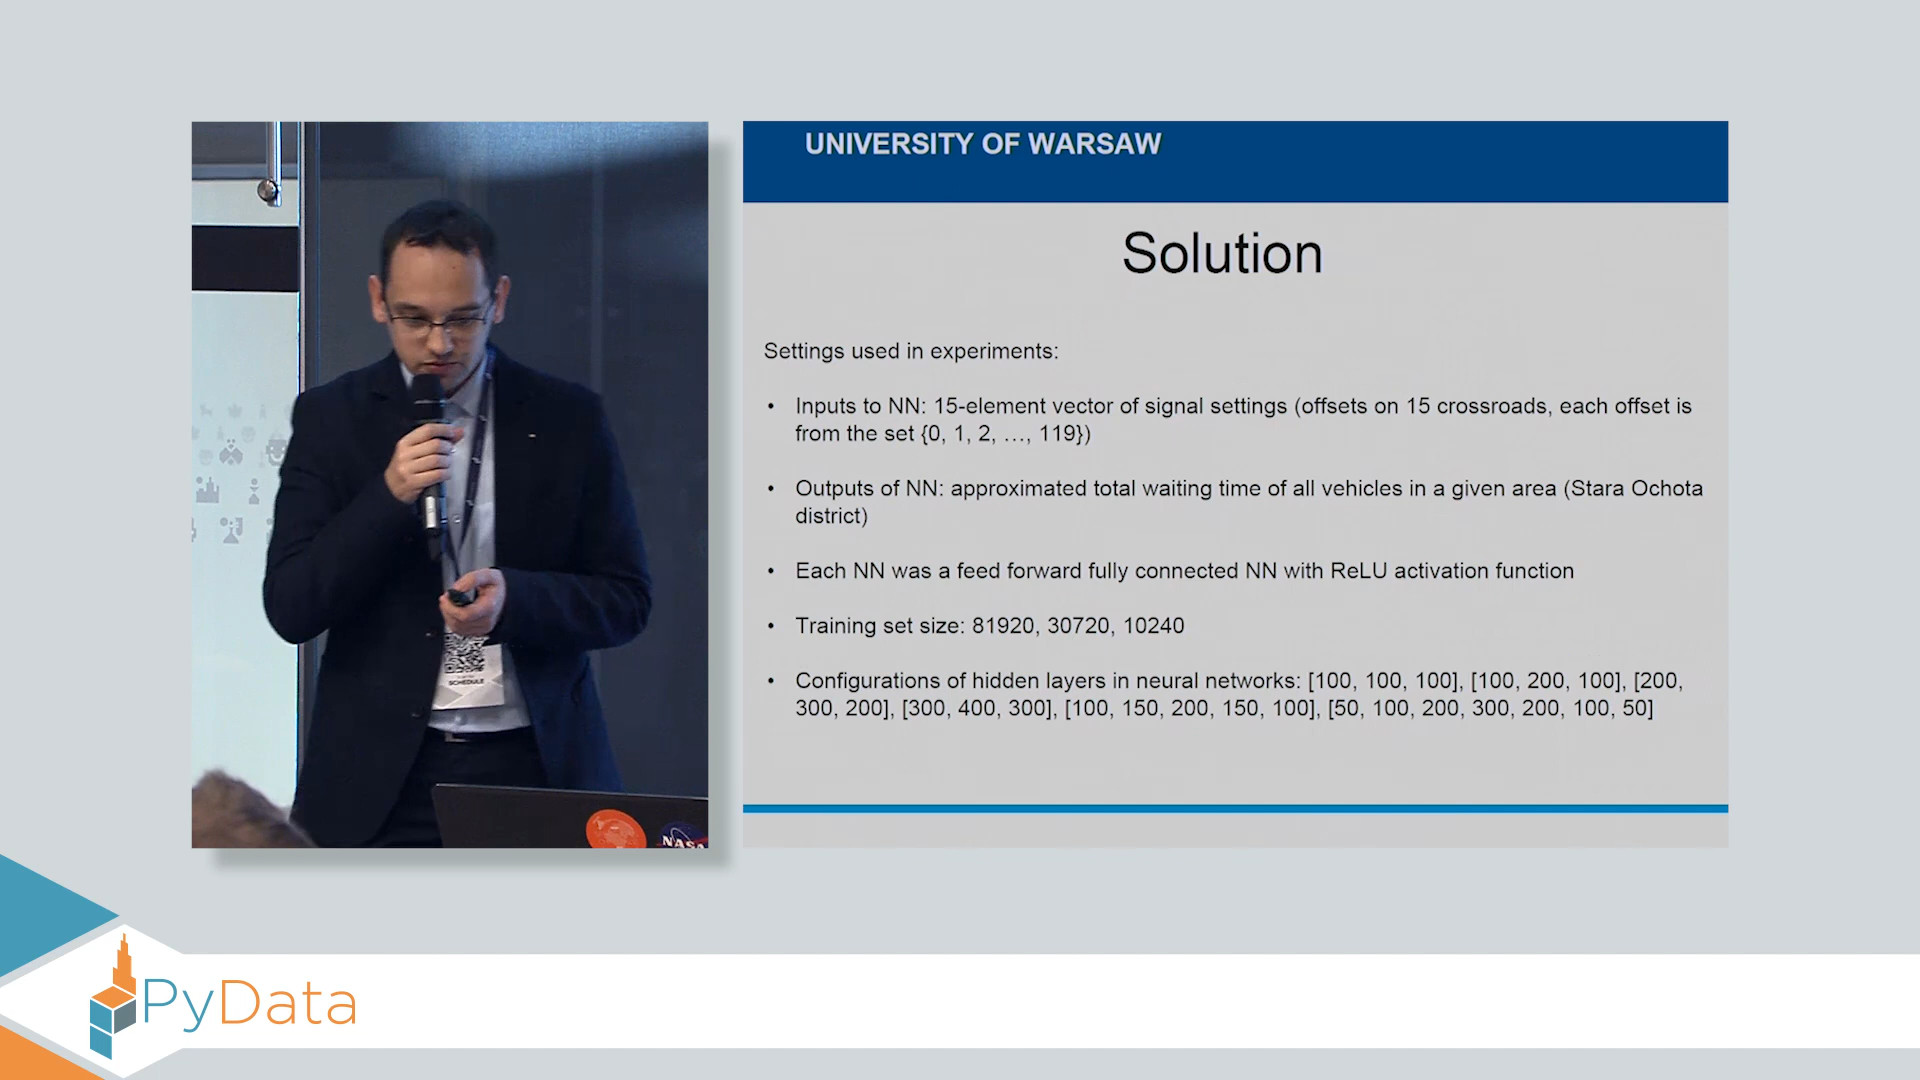 UNIVERSITY OF WARSAW
Solution
Settings used in experiments:
• Inputs to NN: 15-element vector of signal settings (offsets on 15 crossroads, each offset is
from the set {0, 1, 2, …, 119})
• Outputs of NN: approximated total waiting time of all vehicles in a given area (Stara Ochota
district)
• Each NN was a feed forward fully connected NN with ReLU activation function
• Training set size: 81920, 30720, 10240
• Configurations of hidden layers in neural networks: [100, 100, 100], [100, 200, 100], [200,
300, 200], [300, 400, 300], [100, 150, 200, 150, 100], [50, 100, 200, 300, 200, 100, 50]
SCHEDULE
NASA
PyData